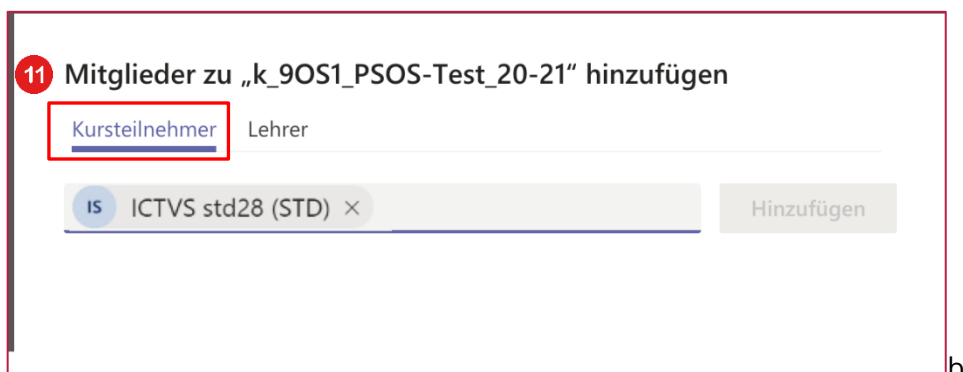 11 Mitglieder zu „k_9OS1_PSOS-Test_20-21“ hinzufügen
Kursteilnehmer Lehrer
IS ICTVS std28 (STD) × Hinzufügen